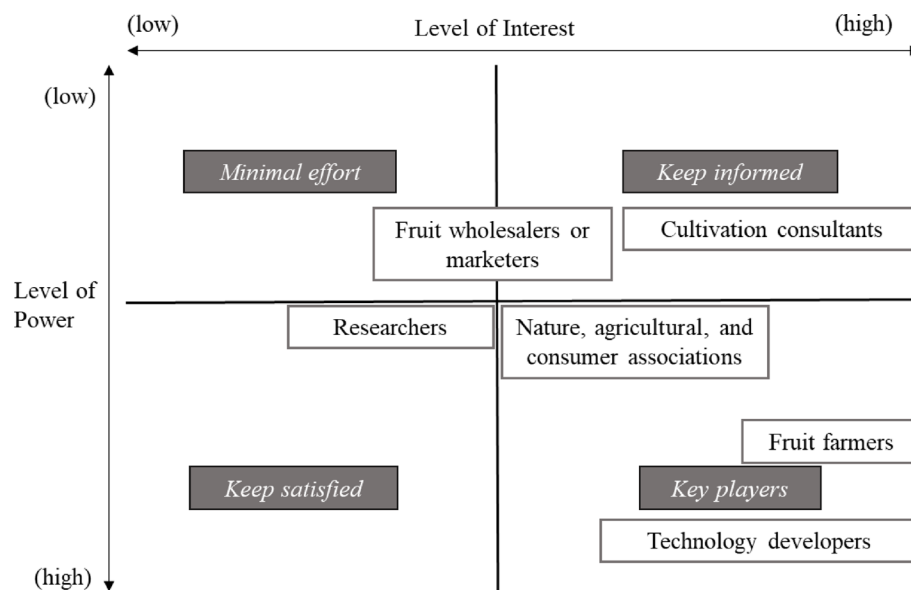 (low)
Level of Interest
(high)
(low)
Minimal effort
Keep informed
Fruit wholesalers or
marketers
Cultivation consultants
Level of
Power
Researchers
Nature, agricultural, and
consumer associations
Fruit farmers
Keep satisfied
Key players
Technology developers
(high)